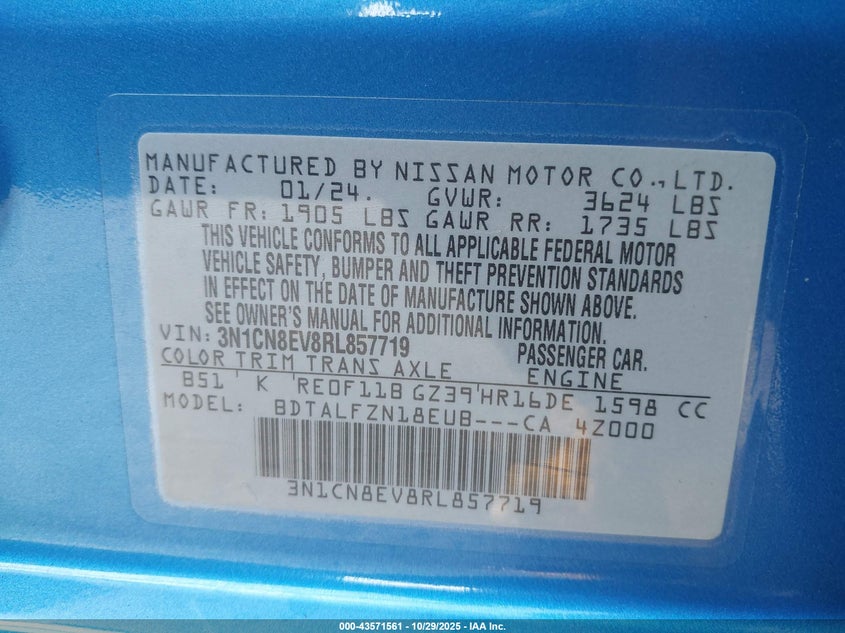 MANUFACTURED BY NISSAN MOTOR CO., LTD.
DATE: 01/24. GVWR: 3624 LBS
GAWR FR: 1905 LBS GAWR RR: 1735 LBS
THIS VEHICLE CONFORMS TO ALL APPLICABLE FEDERAL MOTOR
VEHICLE SAFETY, BUMPER AND THEFT PREVENTION STANDARDS
IN EFFECT ON THE DATE OF MANUFACTURE SHOWN ABOVE.
SEE OWNER'S MANUAL FOR ADDITIONAL INFORMATION.
VIN: 3N1CN8EV8RL857719 PASSENGER CAR.
COLOR TRIM TRANS AXLE ENGINE
B51 ' K 'RE0F11B GZ39'HR16DE 1598 CC
MODEL: BDTALFZN18EUB---CA 4Z000
3N1CN8EV8RL857719
000-43571561 | 10/29/2025 - IAA Inc.